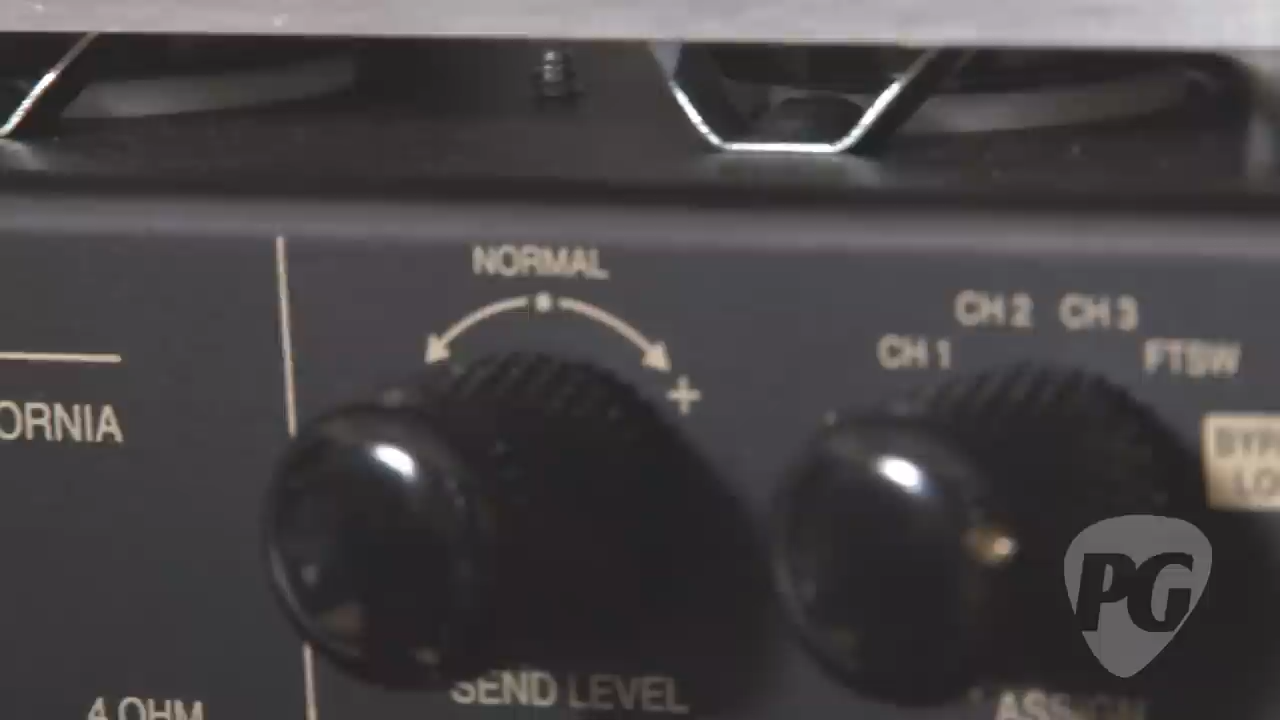 NORMAL
+
CH 1
CH 2
CH 3
FTSW
ORNIA
SEND LEVEL
4 OHM
PG